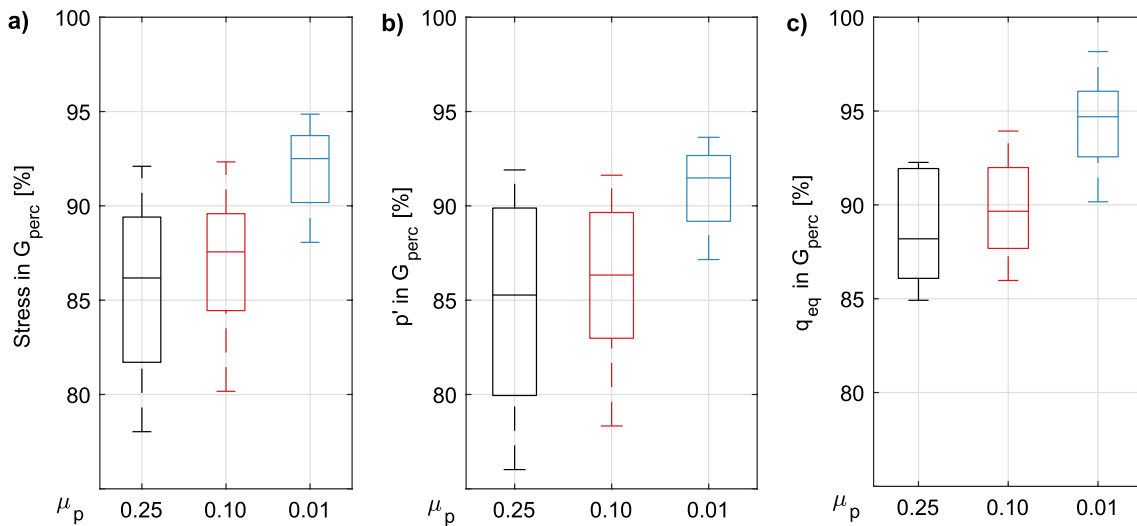 a)
Stress in G_perc [%]
100
95
90
85
80
μ_p 0.25 0.10 0.01
b)
p' in G_perc [%]
100
95
90
85
80
μ_p 0.25 0.10 0.01
c)
q_eq in G_perc [%]
100
95
90
85
80
μ_p 0.25 0.10 0.01